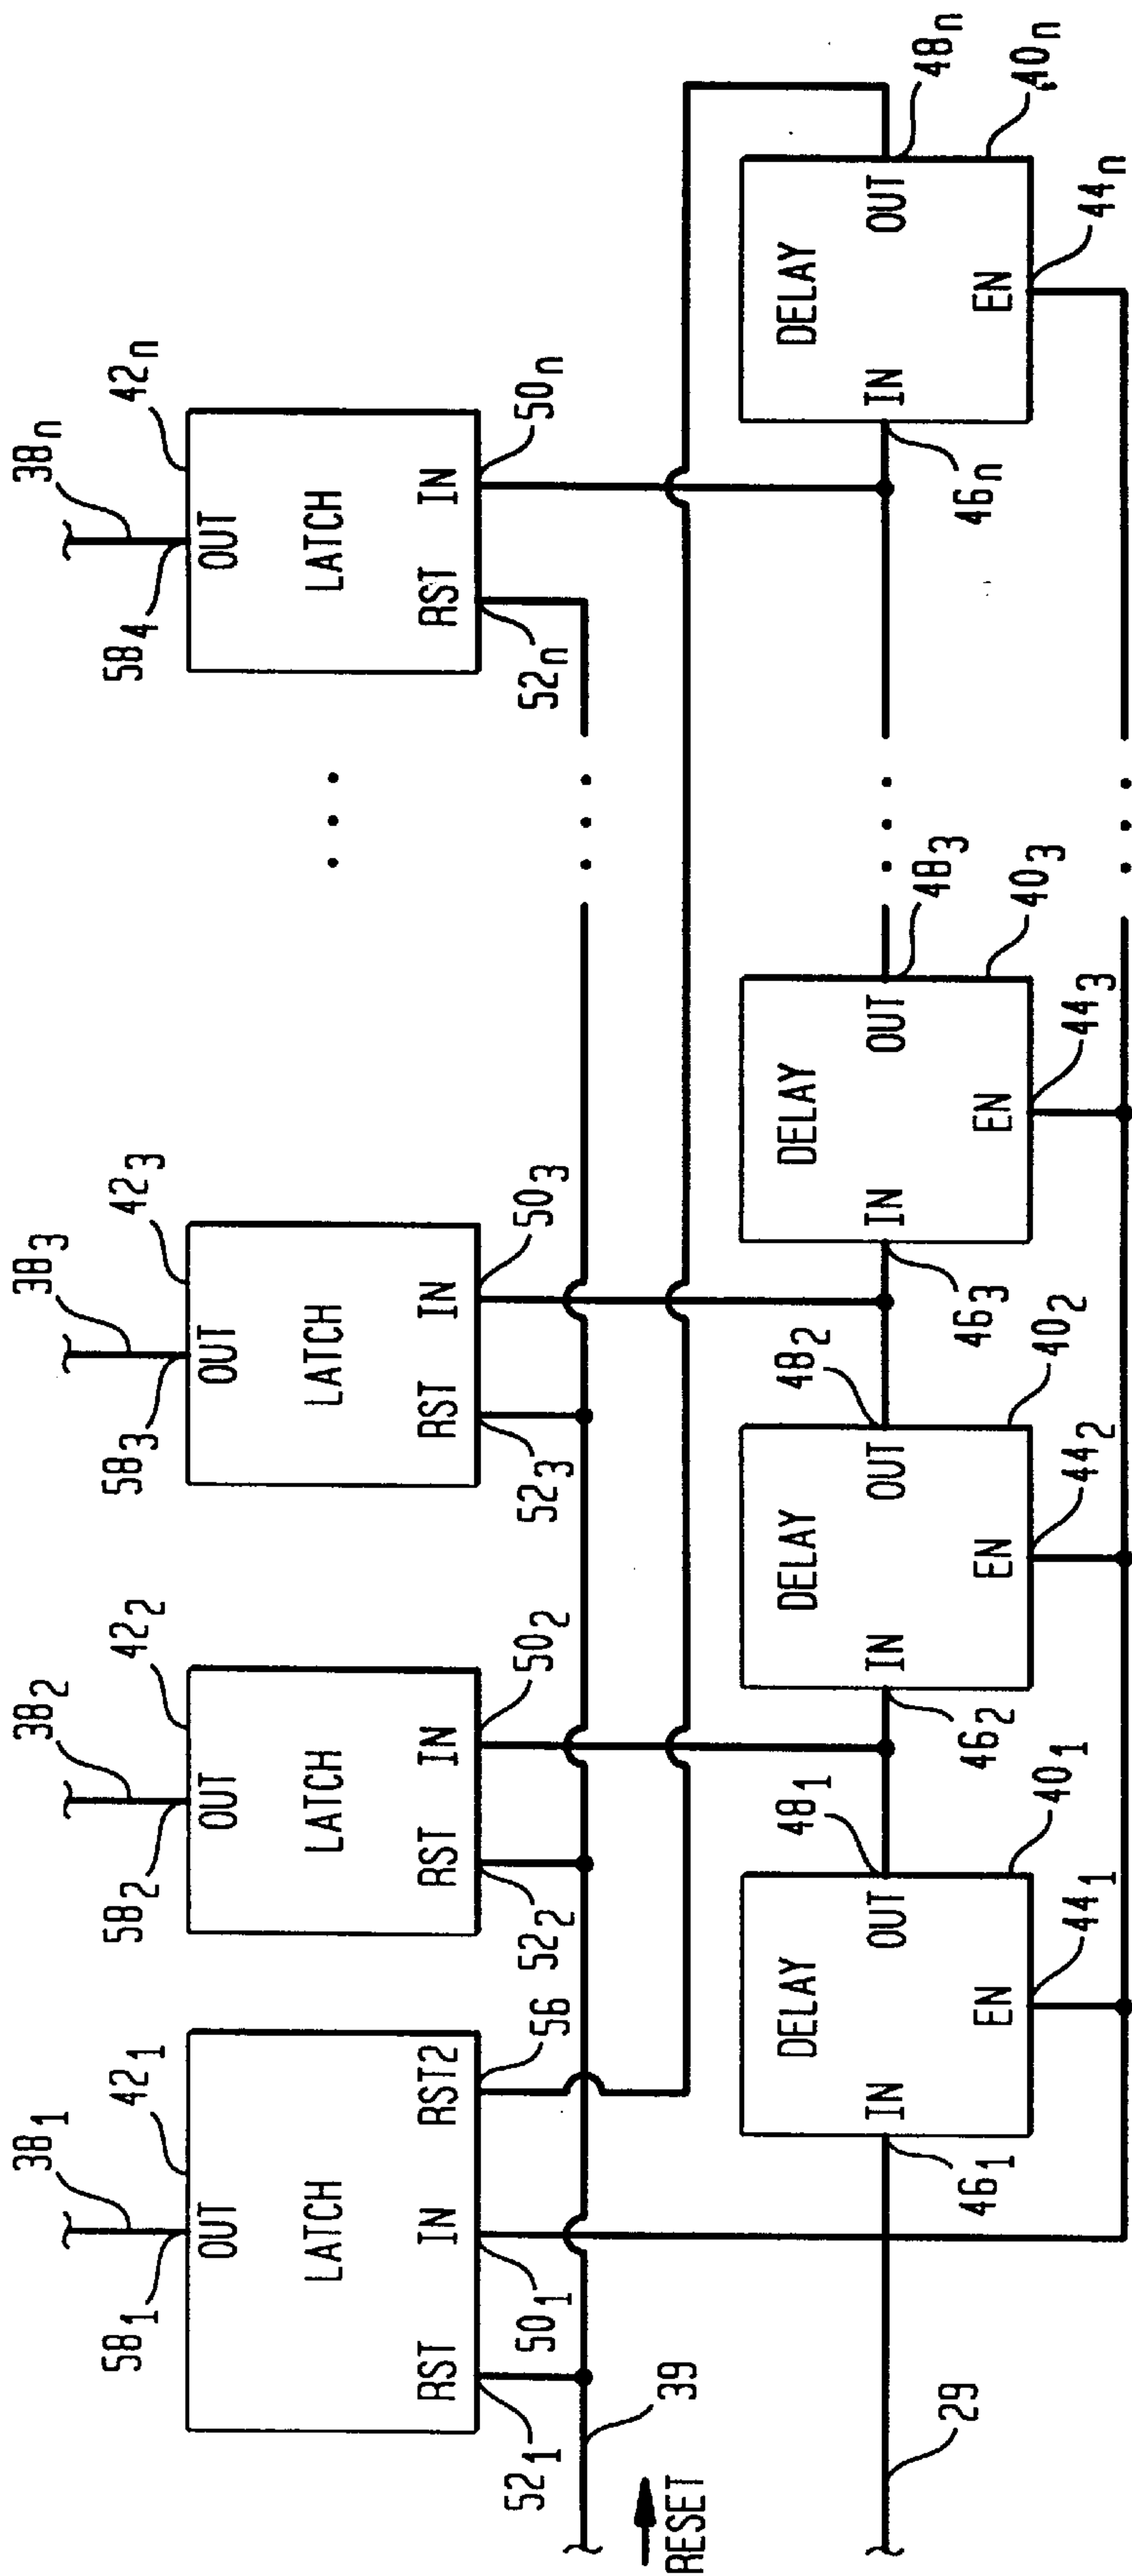 38₁ 38₂ 38₃ 38ₙ
58₁ 42₁ 58₂ 42₂ 58₃ 42₃ 58₄ 42ₙ
OUT OUT OUT OUT
LATCH LATCH LATCH LATCH
RST IN RST2 RST IN RST IN RST IN
52₁ 50₁ 56 52₂ 50₂ 52₃ 50₃ 52ₙ 50ₙ
39
RESET
DELAY DELAY DELAY DELAY
48₁ 48₂ 48₃ 48ₙ
29
IN OUT IN OUT IN OUT IN OUT
46₁ 40₁ 46₂ 40₂ 46₃ 40₃ 46ₙ 40ₙ
EN EN EN EN
44₁ 44₂ 44₃ 44ₙ